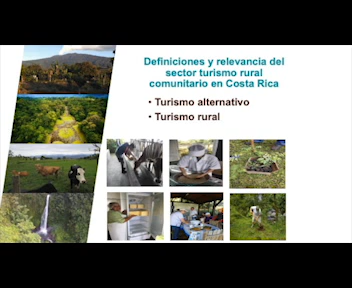 Definiciones y relevancia del
sector turismo rural
comunitario en Costa Rica
• Turismo alternativo
• Turismo rural